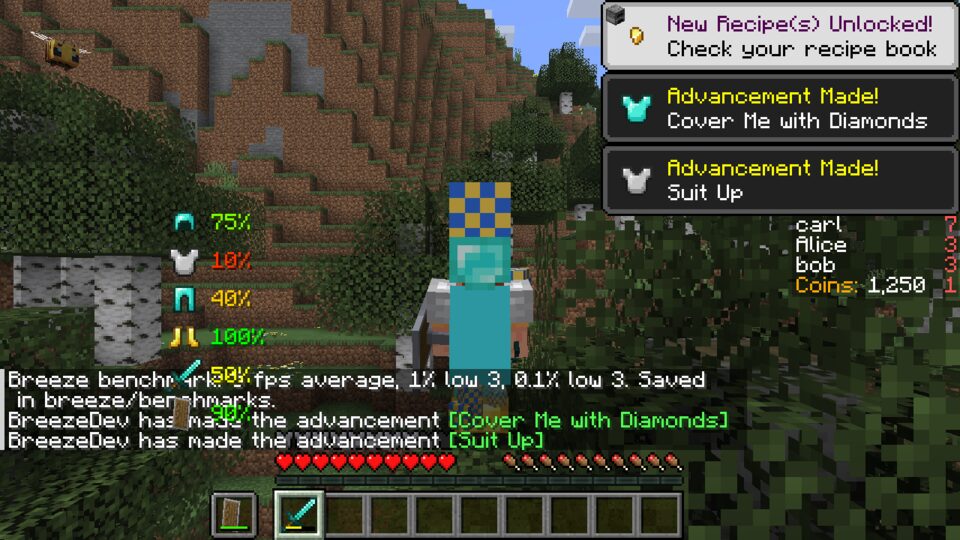 New Recipe(s) Unlocked!
Check your recipe book
Advancement Made!
Cover Me with Diamonds
Advancement Made!
Suit Up
carl 7
Alice 3
bob 3
Coins: 1,250 1
75%
10%
40%
100%
50%
90%
Breeze benchmark: fps average, 1% low 3, 0.1% low 3. Saved
in breeze/benchmarks.
BreezeDev has made the advancement [Cover Me with Diamonds]
BreezeDev has made the advancement [Suit Up]